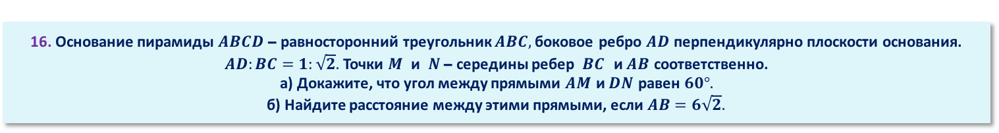 16. Основание пирамиды ABCD – равносторонний треугольник ABC, боковое ребро AD перпендикулярно плоскости основания.
AD: BC = 1: √2. Точки M и N – середины ребер BC и AB соответственно.
а) Докажите, что угол между прямыми AM и DN равен 60°.
б) Найдите расстояние между этими прямыми, если AB = 6√2.